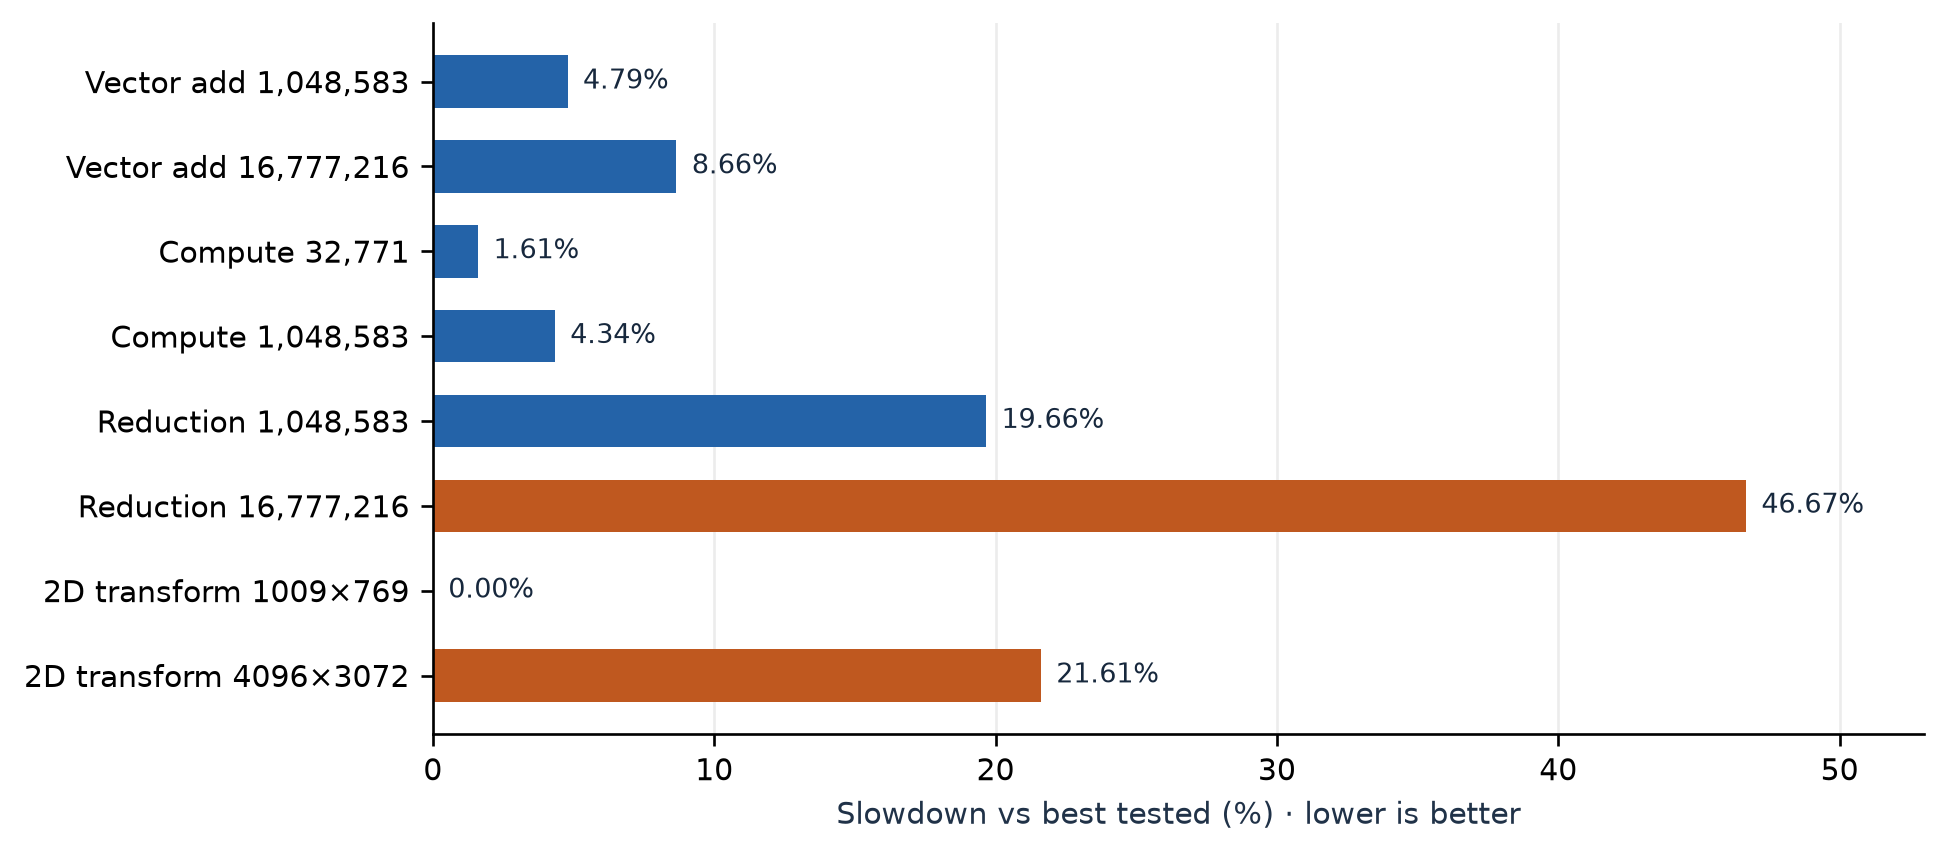 Vector add 1,048,583 4.79%
Vector add 16,777,216 8.66%
Compute 32,771 1.61%
Compute 1,048,583 4.34%
Reduction 1,048,583 19.66%
Reduction 16,777,216 46.67%
2D transform 1009×769 0.00%
2D transform 4096×3072 21.61%
0 10 20 30 40 50
Slowdown vs best tested (%) · lower is better